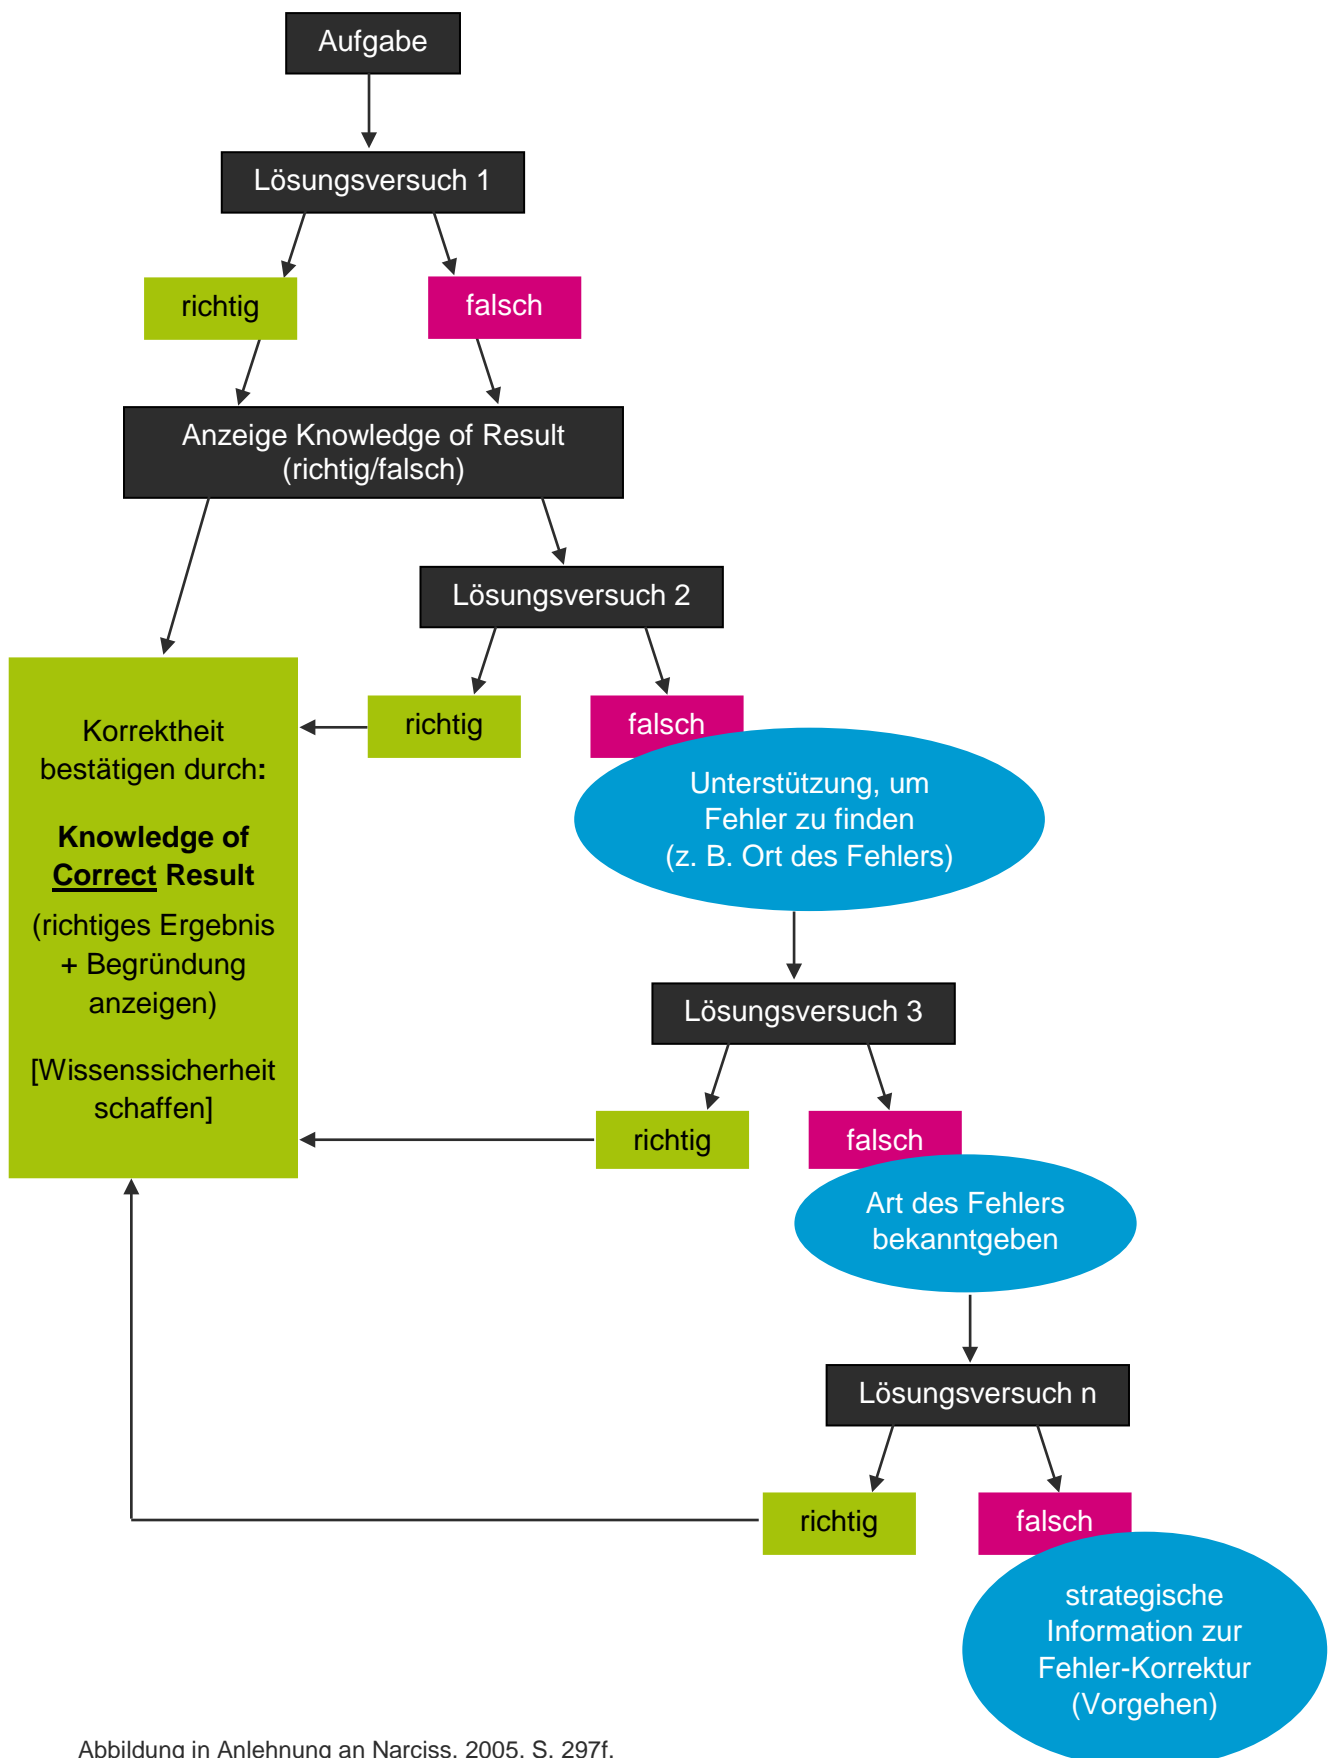 Aufgabe
Lösungsversuch 1
richtig
falsch
Anzeige Knowledge of Result
(richtig/falsch)
Lösungsversuch 2
richtig
falsch
Korrektheit
bestätigen durch:
Knowledge of
Correct Result
(richtiges Ergebnis
+ Begründung
anzeigen)
[Wissenssicherheit
schaffen]
Unterstützung, um
Fehler zu finden
(z. B. Ort des Fehlers)
Lösungsversuch 3
richtig
falsch
Art des Fehlers
bekanntgeben
Lösungsversuch n
richtig
falsch
strategische
Information zur
Fehler-Korrektur
(Vorgehen)
Abbildung in Anlehnung an Narciss, 2005, S. 297f.